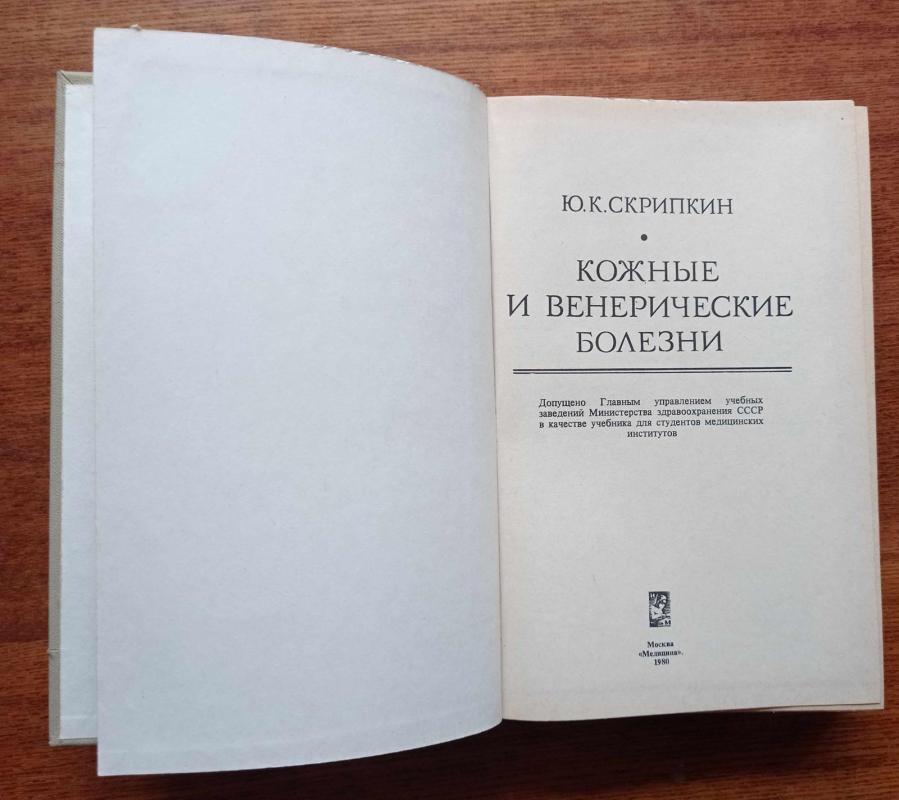 Ю.К.СКРИПКИН
•
КОЖНЫЕ
И ВЕНЕРИЧЕСКИЕ
БОЛЕЗНИ
Допущено Главным управлением учебных
заведений Министерства здравоохранения СССР
в качестве учебника для студентов медицинских
институтов
М
Москва
«Медицина».
1980